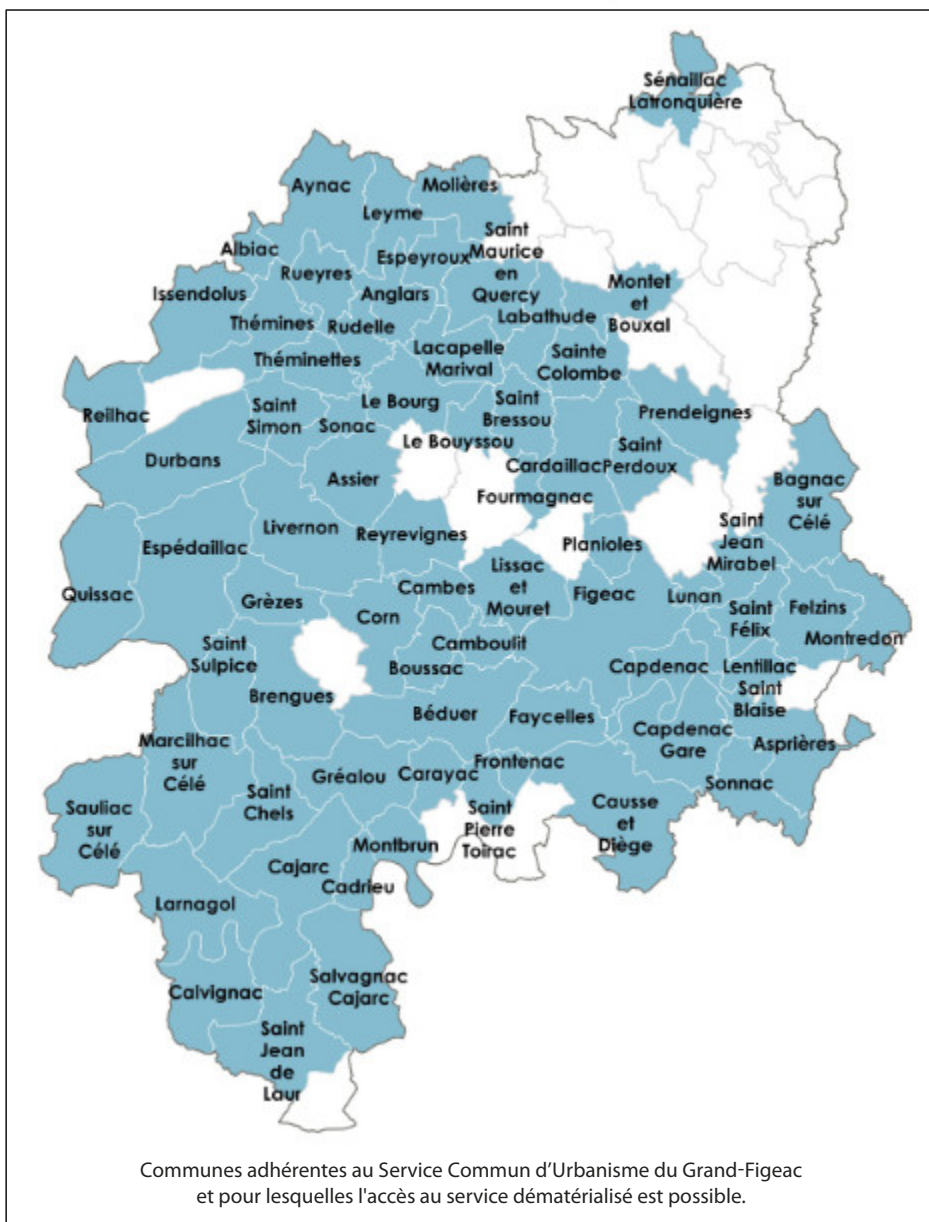 Sénaillac
Latronquière
Aynac
Molières
Leyme
Saint
Maurice
en
Quercy
Albiac
Espeyroux
Rueyres
Issendolus
Anglars
Montet
et
Bouxal
Labathude
Thémines
Rudelle
Lacapelle
Marival
Sainte
Colombe
Théminettes
Le Bourg
Saint
Bressou
Prendeignes
Reilhac
Saint
Simon
Sonac
Le Bouyssou
Saint
Perdoux
Durbans
Assier
Cardaillac
Bagnac
sur
Célé
Fourmagnac
Livernon
Reyrevignes
Saint
Jean
Mirabel
Planioles
Espédaillac
Lissac
et
Mouret
Quissac
Cambes
Figeac
Lunan
Grèzes
Corn
Saint
Félix
Felzins
Montredon
Saint
Sulpice
Camboulit
Boussac
Capdenac
Lentillac
Saint
Blaise
Brengues
Béduer
Faycelles
Capdenac
Gare
Asprières
Marcilhac
sur
Célé
Frontenac
Gréalou
Carayac
Sonnac
Saint
Chels
Sauliac
sur
Célé
Saint
Pierre
Toirac
Causse
et
Diège
Montbrun
Cajarc
Cadrieu
Larnagol
Salvagnac
Cajarc
Calvignac
Saint
Jean
de
Laur
Communes adhérentes au Service Commun d'Urbanisme du Grand-Figeac
et pour lesquelles l'accès au service dématérialisé est possible.